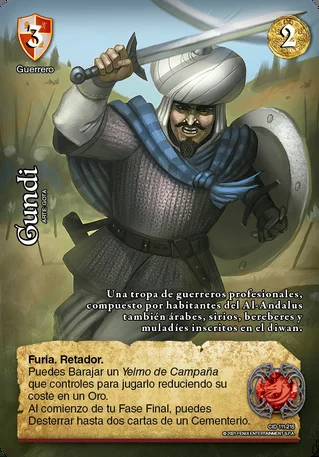 3
2
Guerrero
Gundi
Una tropa de guerreros profesionales,
compuesto por habitantes del Al-Andalus
también árabes, sirios, bereberes y
muladíes inscritos en el diwan.
Furia. Retador.
Puedes Barajar un Yelmo de Campaña
que controles para jugarlo reduciendo su
coste en un Oro.
Al comienzo de tu Fase Final, puedes
Desterrar hasta dos cartas de un Cementerio.